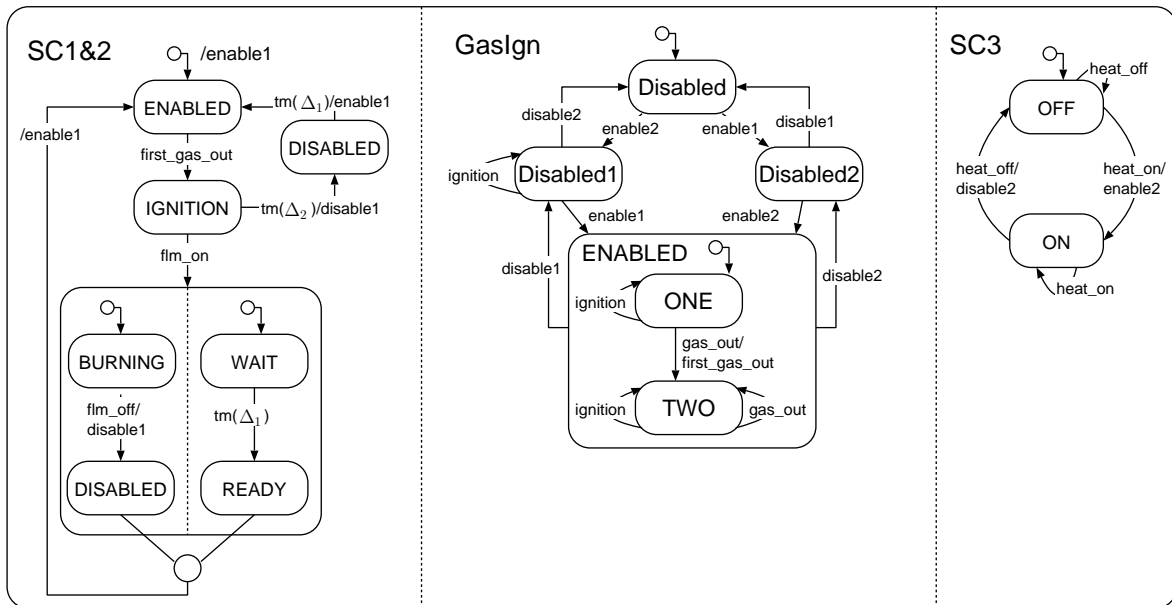 SC1&2
/enable1
ENABLED
tm(Δ₁)/enable1
/enable1
first_gas_out
DISABLED
IGNITION
tm(Δ₂)/disable1
flm_on
BURNING
WAIT
flm_off/
disable1
tm(Δ₁)
DISABLED
READY
GasIgn
Disabled
disable2
enable2
enable1
disable1
Disabled1
Disabled2
ignition
enable1
enable2
ENABLED
disable1
disable2
ignition
ONE
gas_out/
first_gas_out
ignition
TWO
gas_out
SC3
heat_off
OFF
heat_off/
disable2
heat_on/
enable2
ON
heat_on